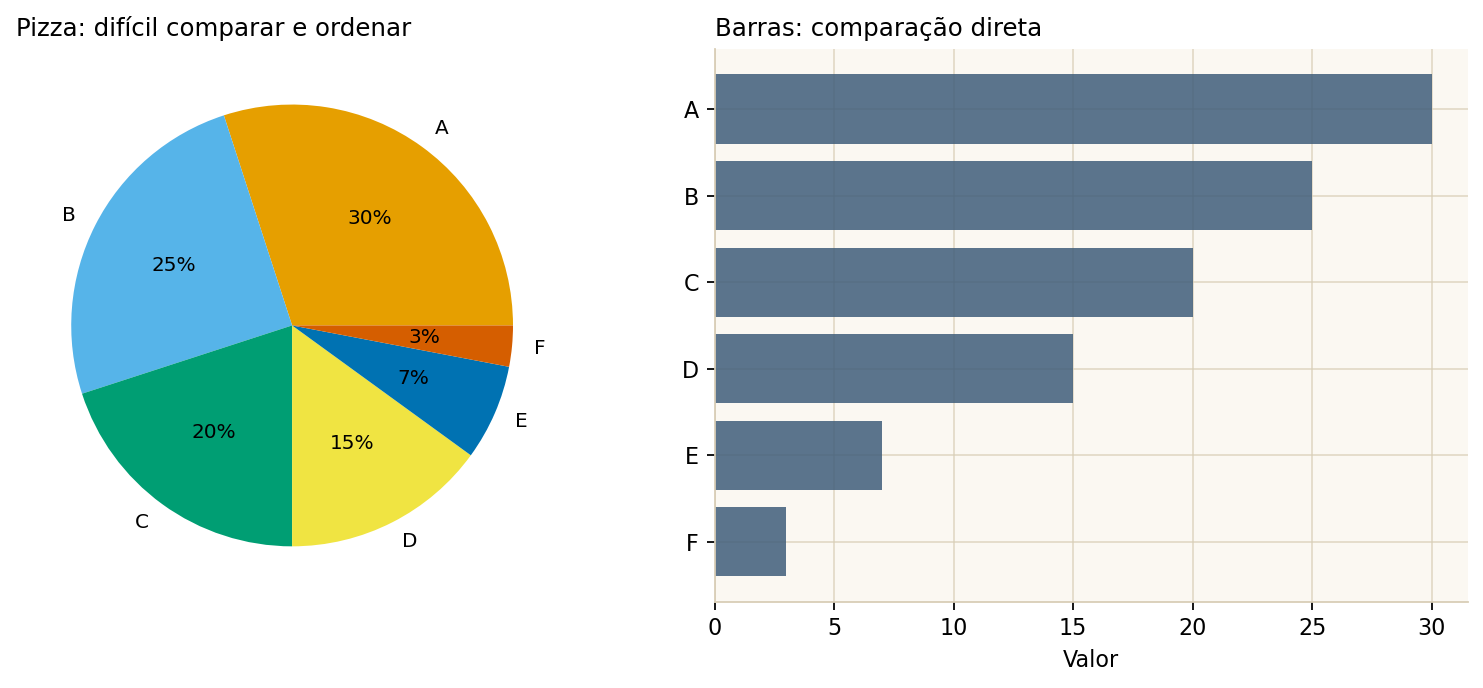 Pizza: difícil comparar e ordenar
A
B
30%
25%
3%
F
7%
E
20%
15%
C
D
Barras: comparação direta
A
B
C
D
E
F
0 5 10 15 20 25 30
Valor